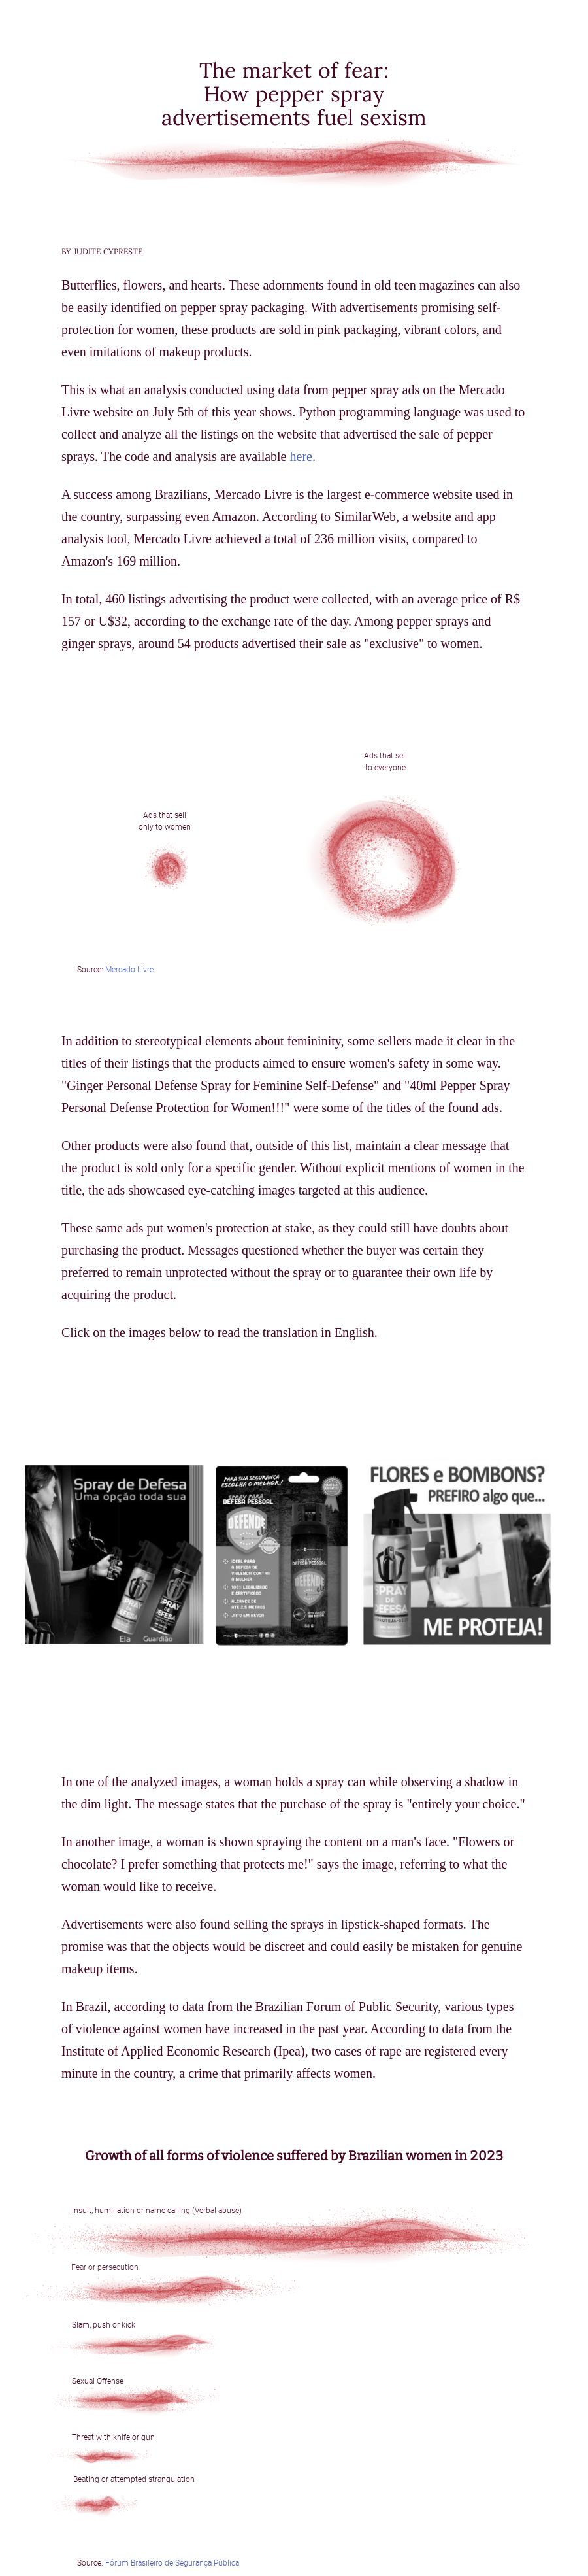 The market of fear:
How pepper spray
advertisements fuel sexism
BY JUDITE CYPRESTE
Butterflies, flowers, and hearts. These adornments found in old teen magazines can also
be easily identified on pepper spray packaging. With advertisements promising self-
protection for women, these products are sold in pink packaging, vibrant colors, and
even imitations of makeup products.
This is what an analysis conducted using data from pepper spray ads on the Mercado
Livre website on July 5th of this year shows. Python programming language was used to
collect and analyze all the listings on the website that advertised the sale of pepper
sprays. The code and analysis are available here.
A success among Brazilians, Mercado Livre is the largest e-commerce website used in
the country, surpassing even Amazon. According to SimilarWeb, a website and app
analysis tool, Mercado Livre achieved a total of 236 million visits, compared to
Amazon's 169 million.
In total, 460 listings advertising the product were collected, with an average price of R$
157 or U$32, according to the exchange rate of the day. Among pepper sprays and
ginger sprays, around 54 products advertised their sale as "exclusive" to women.
Ads that sell
to everyone
Ads that sell
only to women
Source: Mercado Livre
In addition to stereotypical elements about femininity, some sellers made it clear in the
titles of their listings that the products aimed to ensure women's safety in some way.
"Ginger Personal Defense Spray for Feminine Self-Defense" and "40ml Pepper Spray
Personal Defense Protection for Women!!!" were some of the titles of the found ads.
Other products were also found that, outside of this list, maintain a clear message that
the product is sold only for a specific gender. Without explicit mentions of women in the
title, the ads showcased eye-catching images targeted at this audience.
These same ads put women's protection at stake, as they could still have doubts about
purchasing the product. Messages questioned whether the buyer was certain they
preferred to remain unprotected without the spray or to guarantee their own life by
acquiring the product.
Click on the images below to read the translation in English.
Spray de Defesa
Uma opção toda sua
Ela Guardião
PARA SUA SEGURANÇA
ESCOLHA O MELHOR!
SPRAY PARA
DEFESA PESSOAL
DEFENDE
IDEAL PARA
A DEFESA DE
VIOLÊNCIA CONTRA
A MULHER
100% LEGALIZADO
E CERTIFICADO
ALCANCE DE
ATÉ 2,5 METROS
JATO EM NÉVOA
FLORES e BOMBONS?
PREFIRO algo que...
SPRAY
DE
DEFESA
ME PROTEJA!
In one of the analyzed images, a woman holds a spray can while observing a shadow in
the dim light. The message states that the purchase of the spray is "entirely your choice."
In another image, a woman is shown spraying the content on a man's face. "Flowers or
chocolate? I prefer something that protects me!" says the image, referring to what the
woman would like to receive.
Advertisements were also found selling the sprays in lipstick-shaped formats. The
promise was that the objects would be discreet and could easily be mistaken for genuine
makeup items.
In Brazil, according to data from the Brazilian Forum of Public Security, various types
of violence against women have increased in the past year. According to data from the
Institute of Applied Economic Research (Ipea), two cases of rape are registered every
minute in the country, a crime that primarily affects women.
Growth of all forms of violence suffered by Brazilian women in 2023
Insult, humiliation or name-calling (Verbal abuse)
Fear or persecution
Slam, push or kick
Sexual Offense
Threat with knife or gun
Beating or attempted strangulation
Source: Fórum Brasileiro de Segurança Pública